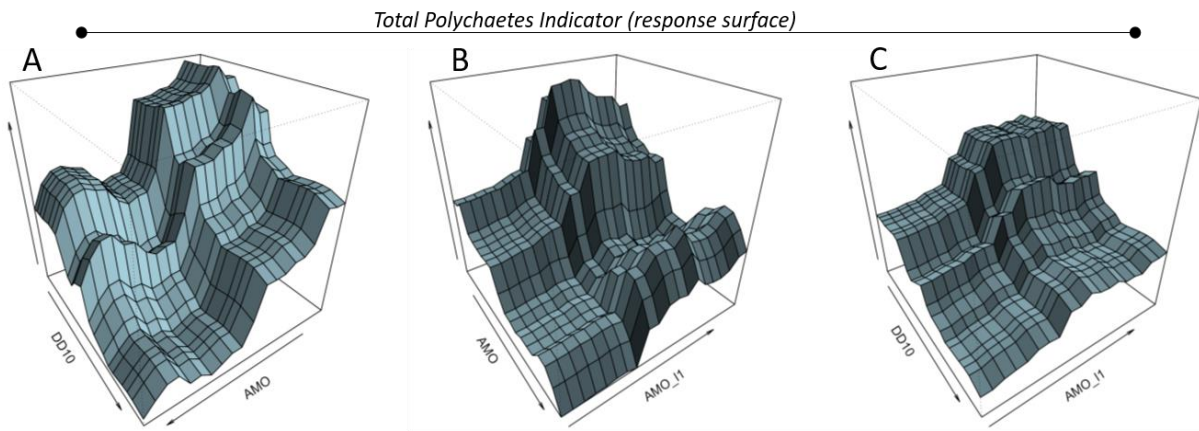 Total Polychaetes Indicator (response surface)
A
B
C
DD10
AMO
AMO
AMO_l1
DD10
AMO_l1